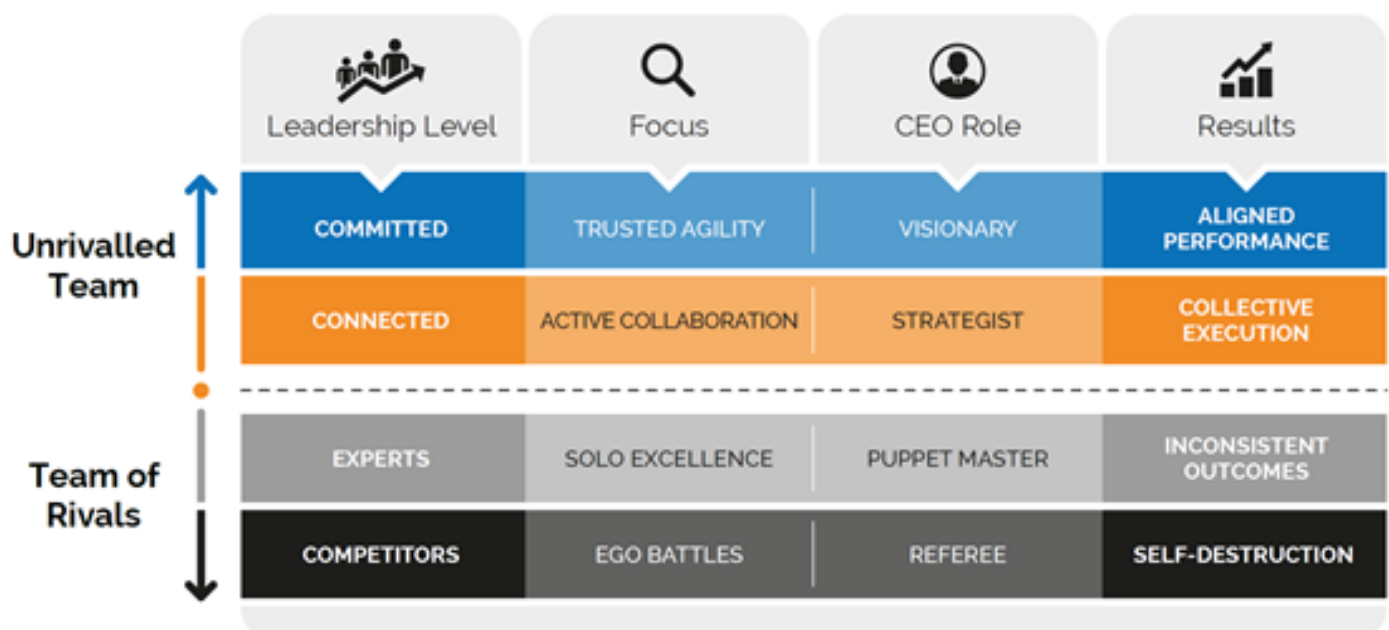 Leadership Level
Focus
CEO Role
Results
Unrivalled
Team
COMMITTED
TRUSTED AGILITY
VISIONARY
ALIGNED
PERFORMANCE
CONNECTED
ACTIVE COLLABORATION
STRATEGIST
COLLECTIVE
EXECUTION
Team of
Rivals
EXPERTS
SOLO EXCELLENCE
PUPPET MASTER
INCONSISTENT
OUTCOMES
COMPETITORS
EGO BATTLES
REFEREE
SELF-DESTRUCTION